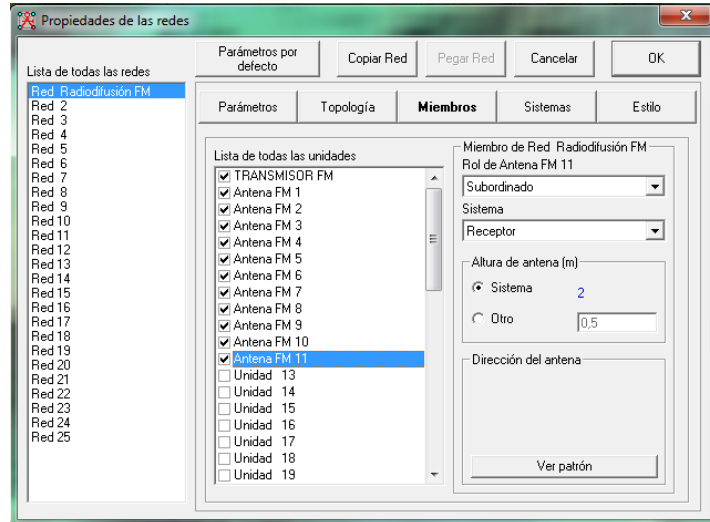 Propiedades de las redes
Parámetros por defecto
Copiar Red
Pegar Red
Cancelar
OK
Lista de todas las redes
Red Radiodifusión FM
Red 2
Red 3
Red 4
Red 5
Red 6
Red 7
Red 8
Red 9
Red 10
Red 11
Red 12
Red 13
Red 14
Red 15
Red 16
Red 17
Red 18
Red 19
Red 20
Red 21
Red 22
Red 23
Red 24
Red 25
Parámetros
Topología
Miembros
Sistemas
Estilo
Lista de todas las unidades
TRANSMISOR FM
Antena FM 1
Antena FM 2
Antena FM 3
Antena FM 4
Antena FM 5
Antena FM 6
Antena FM 7
Antena FM 8
Antena FM 9
Antena FM 10
Antena FM 11
Unidad 13
Unidad 14
Unidad 15
Unidad 16
Unidad 17
Unidad 18
Unidad 19
Miembro de Red Radiodifusión FM
Rol de Antena FM 11
Subordinado
Sistema
Receptor
Altura de antena (m)
Sistema 2
Otro 0,5
Dirección del antena
Ver patrón